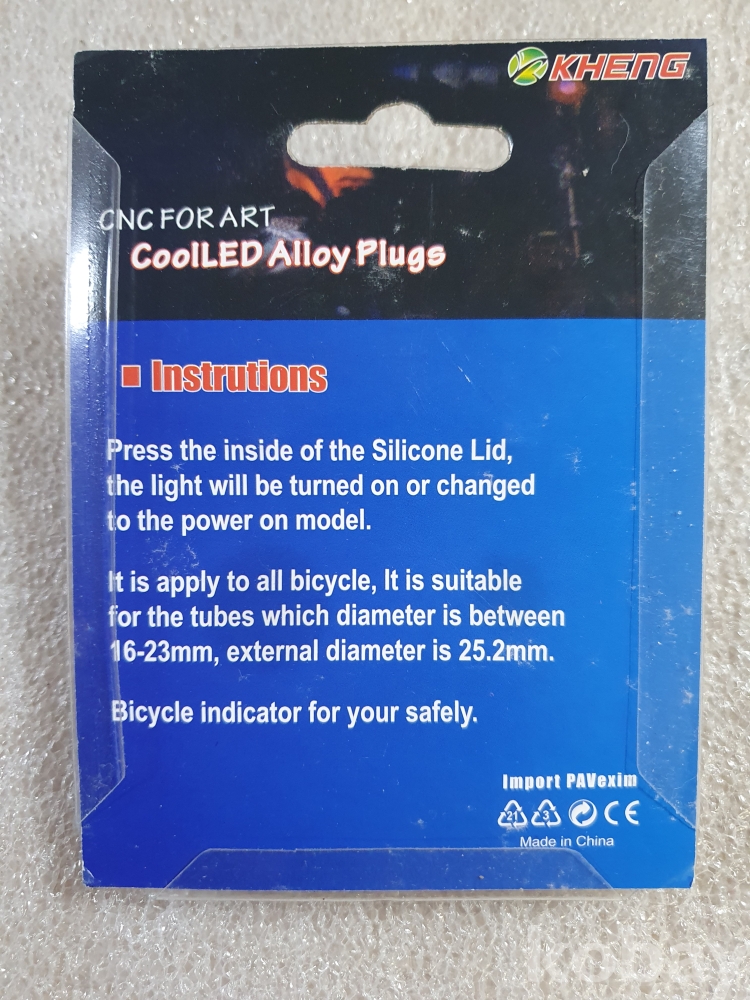 KHENG
CNC FOR ART
CoolLED Alloy Plugs
Instrutions
Press the inside of the Silicone Lid,
the light will be turned on or changed
to the power on model.
It is apply to all bicycle, It is suitable
for the tubes which diameter is between
16-23mm, external diameter is 25.2mm.
Bicycle indicator for your safely.
Import PAVexim
21 3 CE
Made in China